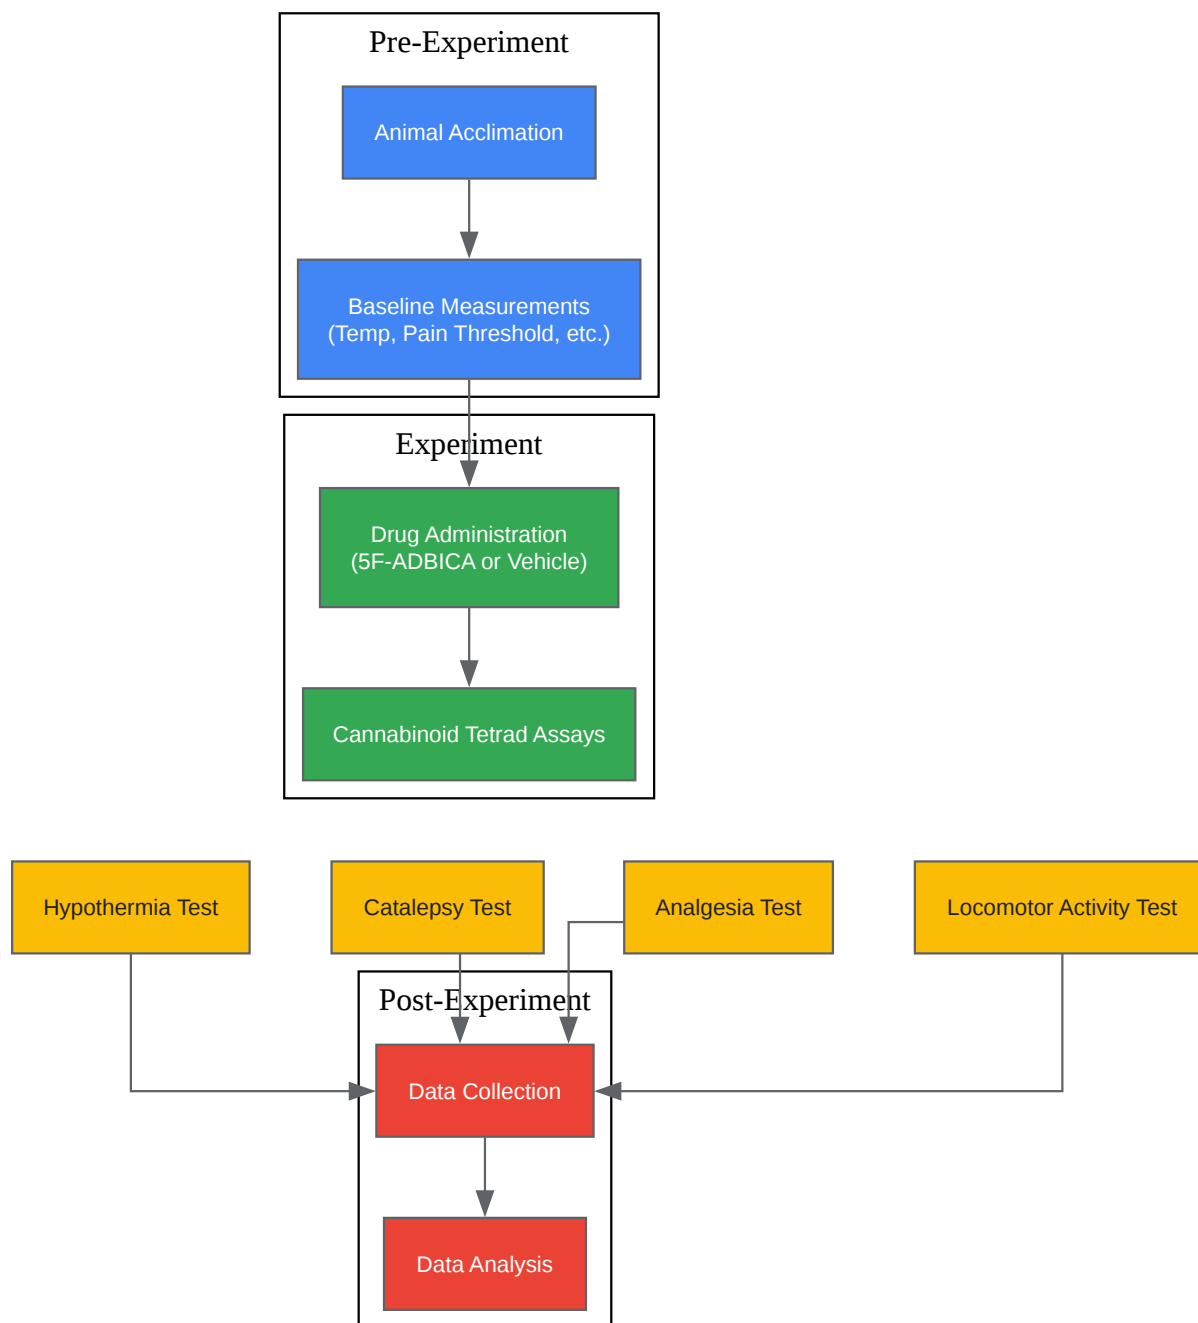 Pre-Experiment
Animal Acclimation
Baseline Measurements
(Temp, Pain Threshold, etc.)
Experiment
Drug Administration
(5F-ADBICA or Vehicle)
Cannabinoid Tetrad Assays
Hypothermia Test
Catalepsy Test
Analgesia Test
Locomotor Activity Test
Post-Experiment
Data Collection
Data Analysis